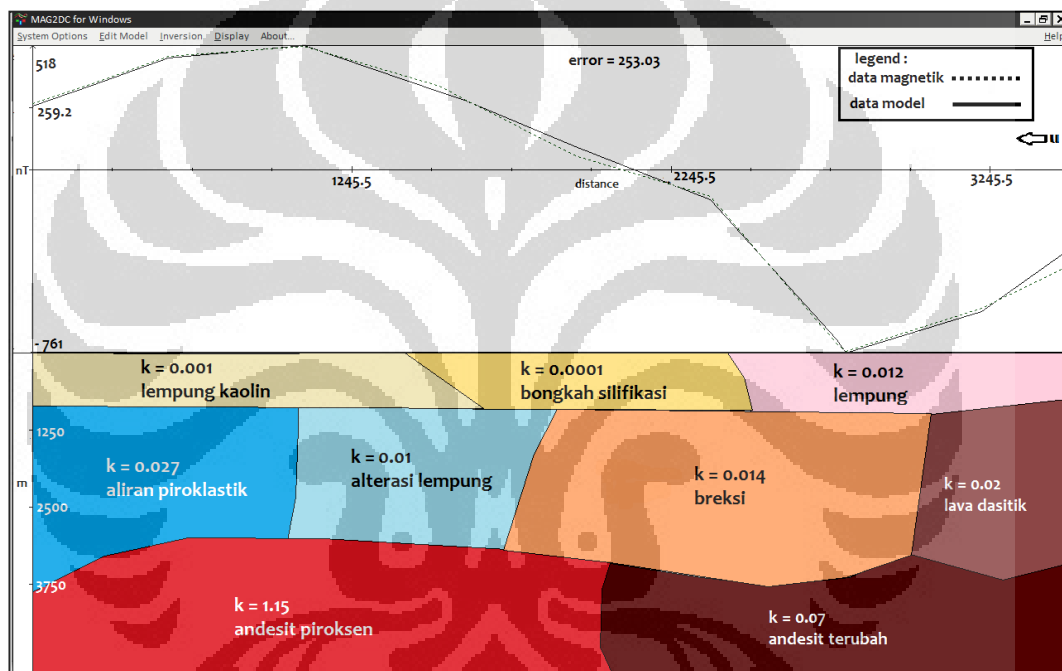 MAG2DC for Windows
System Options Edit Model Inversion Display About... Help
518
error = 253.03
legend :
data magnetik
data model
259.2
u
nT
1245.5
distance
2245.5
3245.5
- 761
k = 0.001
lempung kaolin
k = 0.0001
bongkah silifikasi
k = 0.012
lempung
1250
k = 0.027
aliran piroklastik
k = 0.01
alterasi lempung
k = 0.014
breksi
k = 0.02
lava dasitik
m
2500
3750
k = 1.15
andesit piroksen
k = 0.07
andesit terubah